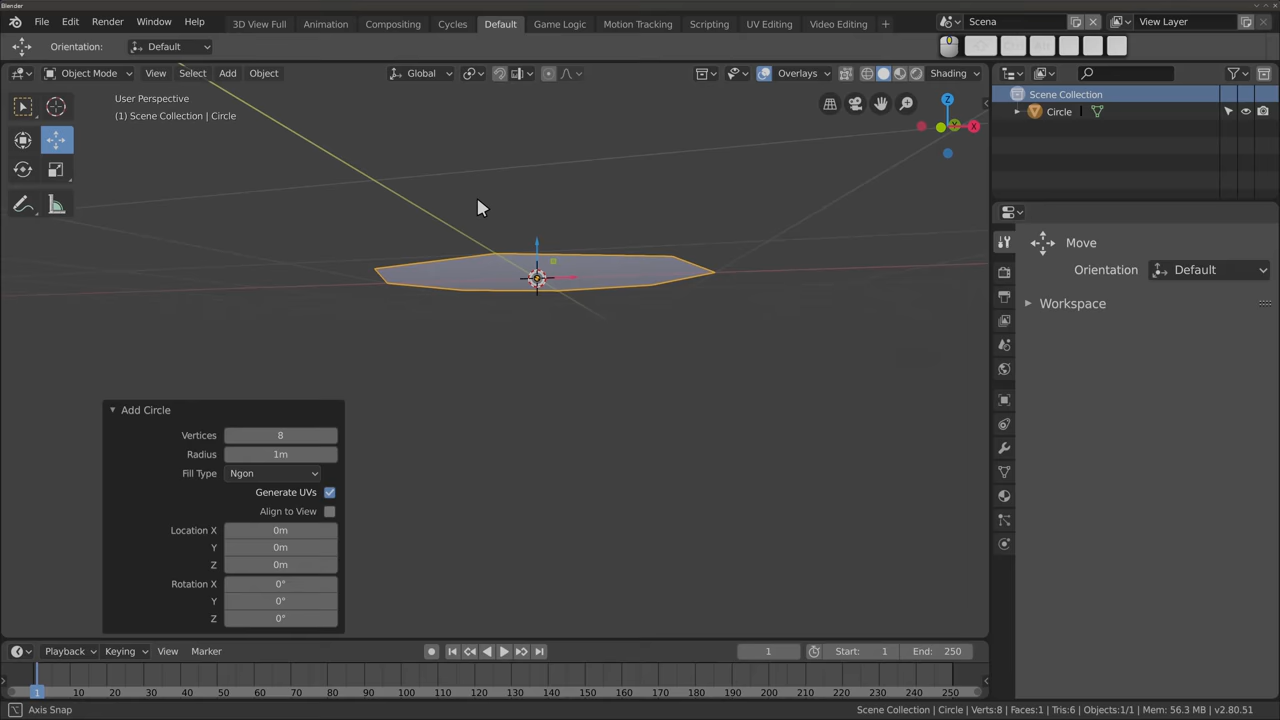 Blender
File Edit Render Window Help
3D View Full Animation Compositing Cycles Default Game Logic Motion Tracking Scripting UV Editing Video Editing +
Scena
View Layer
Orientation: Default
Object Mode View Select Add Object
Global
Overlays
Shading
User Perspective
(1) Scene Collection | Circle
Z
Y
X
Scene Collection
Circle
Move
Orientation Default
Workspace
Add Circle
Vertices 8
Radius 1m
Fill Type Ngon
Generate UVs
Align to View
Location X 0m
Y 0m
Z 0m
Rotation X 0°
Y 0°
Z 0°
Playback Keying View Marker
1
Start: 1
End: 250
1 10 20 30 40 50 60 70 80 90 100 110 120 130 140 150 160 170 180 190 200 210 220 230 240 250
Axis Snap
Scene Collection | Circle | Verts:8 | Faces:1 | Tris:6 | Objects:1/1 | Mem: 56.3 MB | v2.80.51